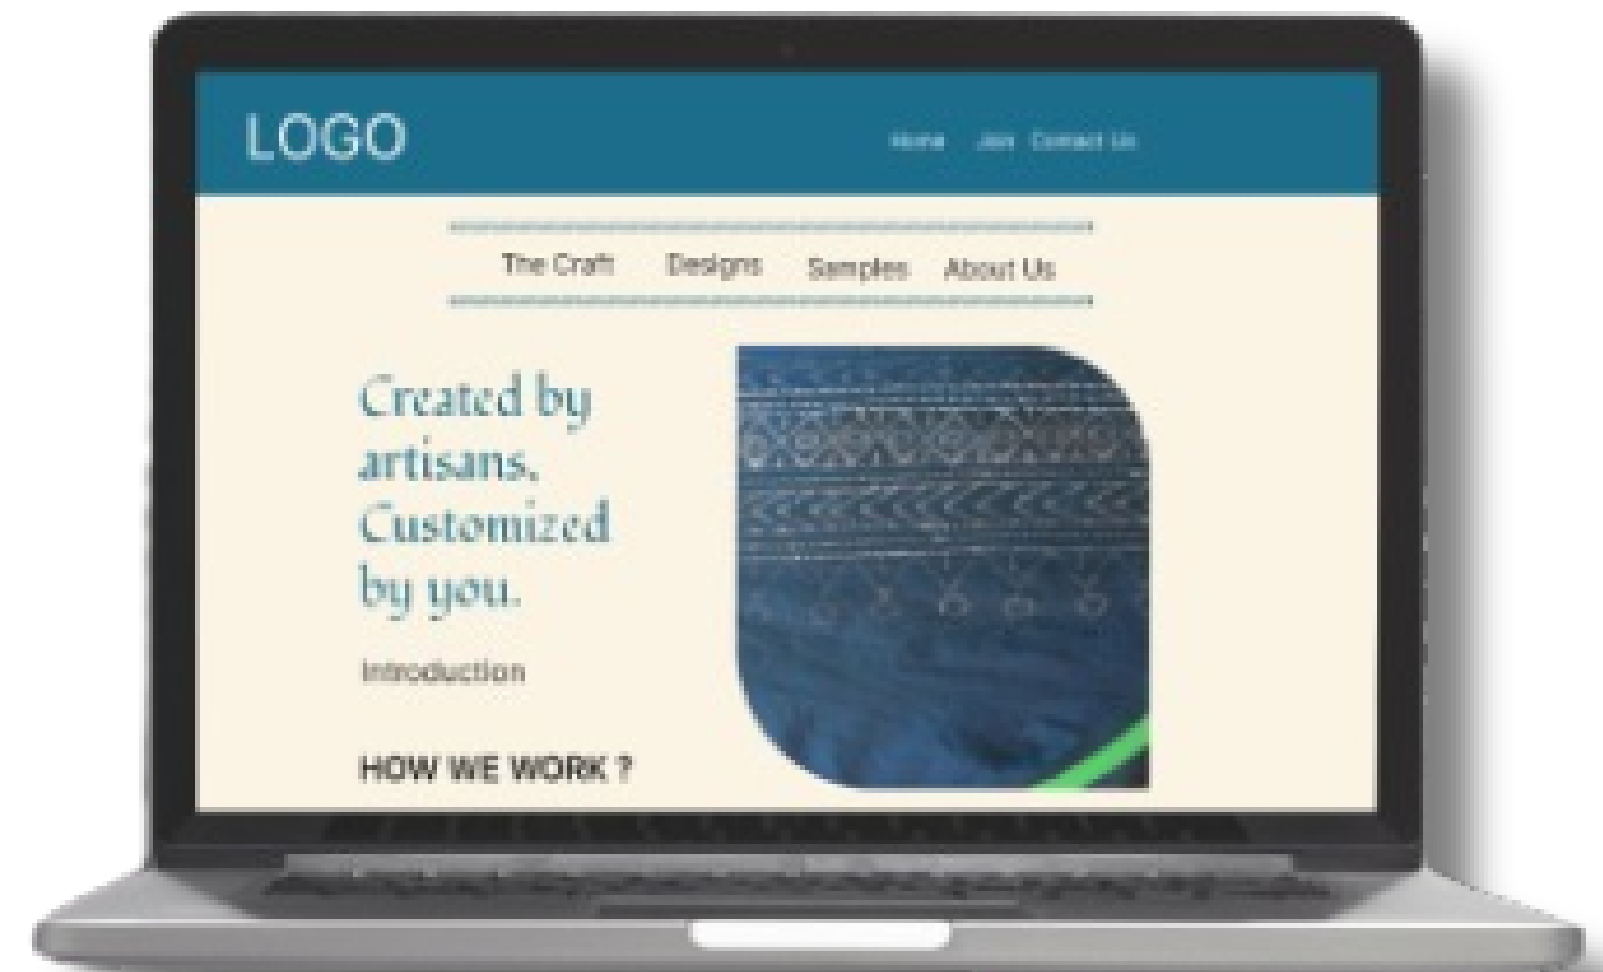 LOGO
Home Join Contact Us
The Craft Designs Samples About Us
Created by
artisans.
Customized
by you.
Introduction
HOW WE WORK ?